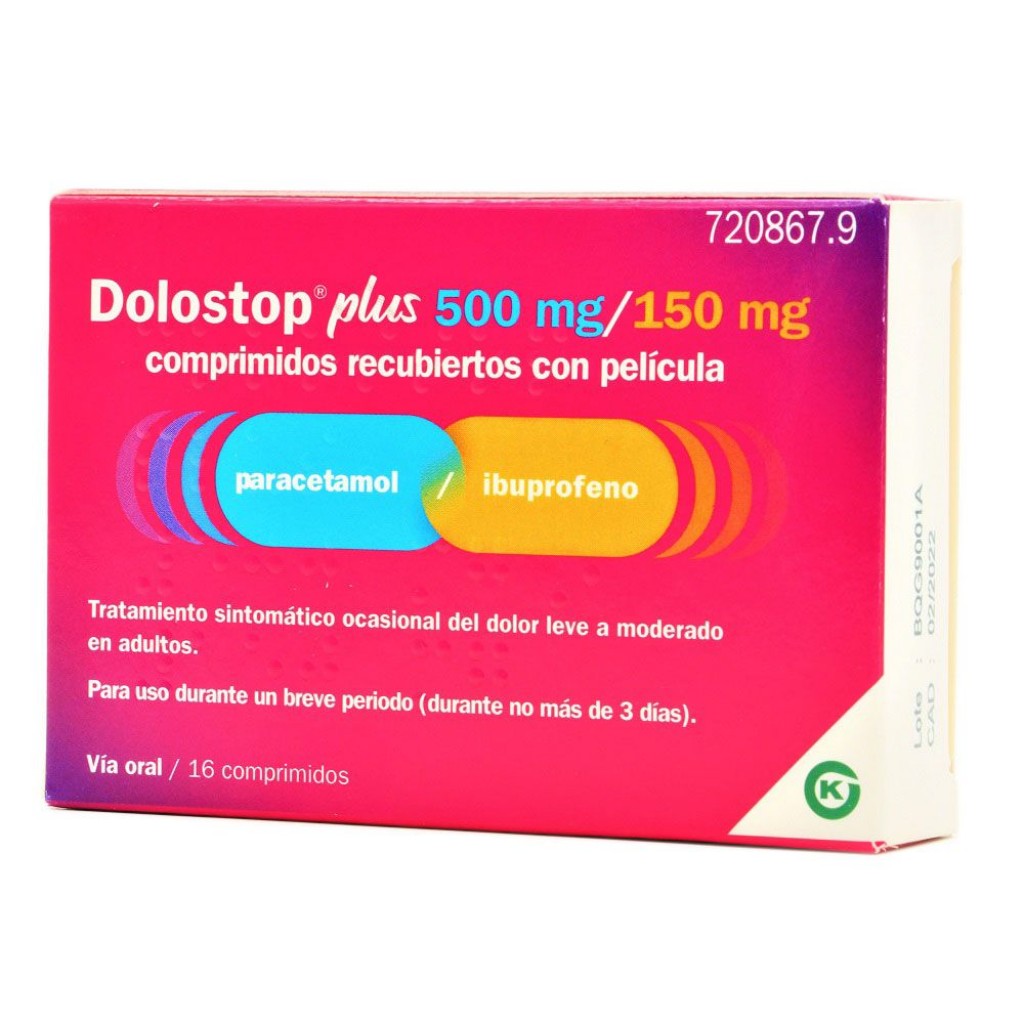 720867.9
Dolostop® plus 500 mg/150 mg
comprimidos recubiertos con película
paracetamol / ibuprofeno
Tratamiento sintomático ocasional del dolor leve a moderado
en adultos.
Para uso durante un breve periodo (durante no más de 3 días).
Vía oral / 16 comprimidos
K
Lote : BQG9001A
CAD : 02/2022